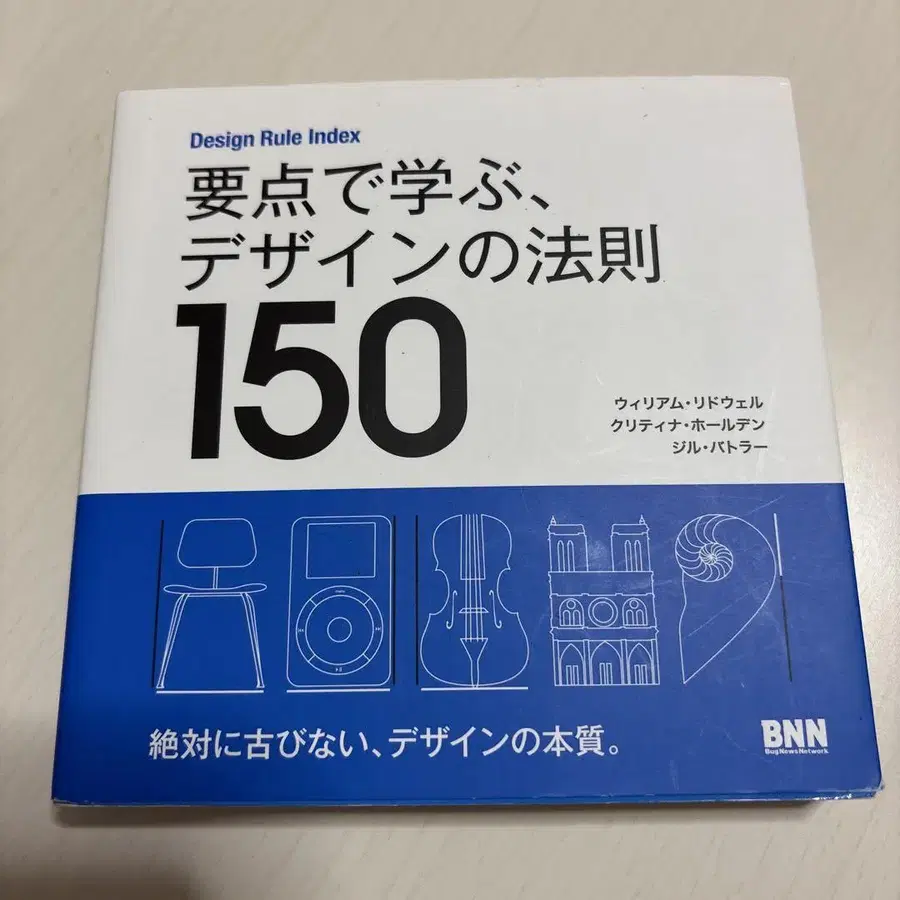 Design Rule Index
要点で学ぶ、
デザインの法則
150
ウィリアム・リドウェル
クリティナ・ホールデン
ジル・バトラー
menu
絶対に古びない、デザインの本質。
BNN
BugNewsNetwork